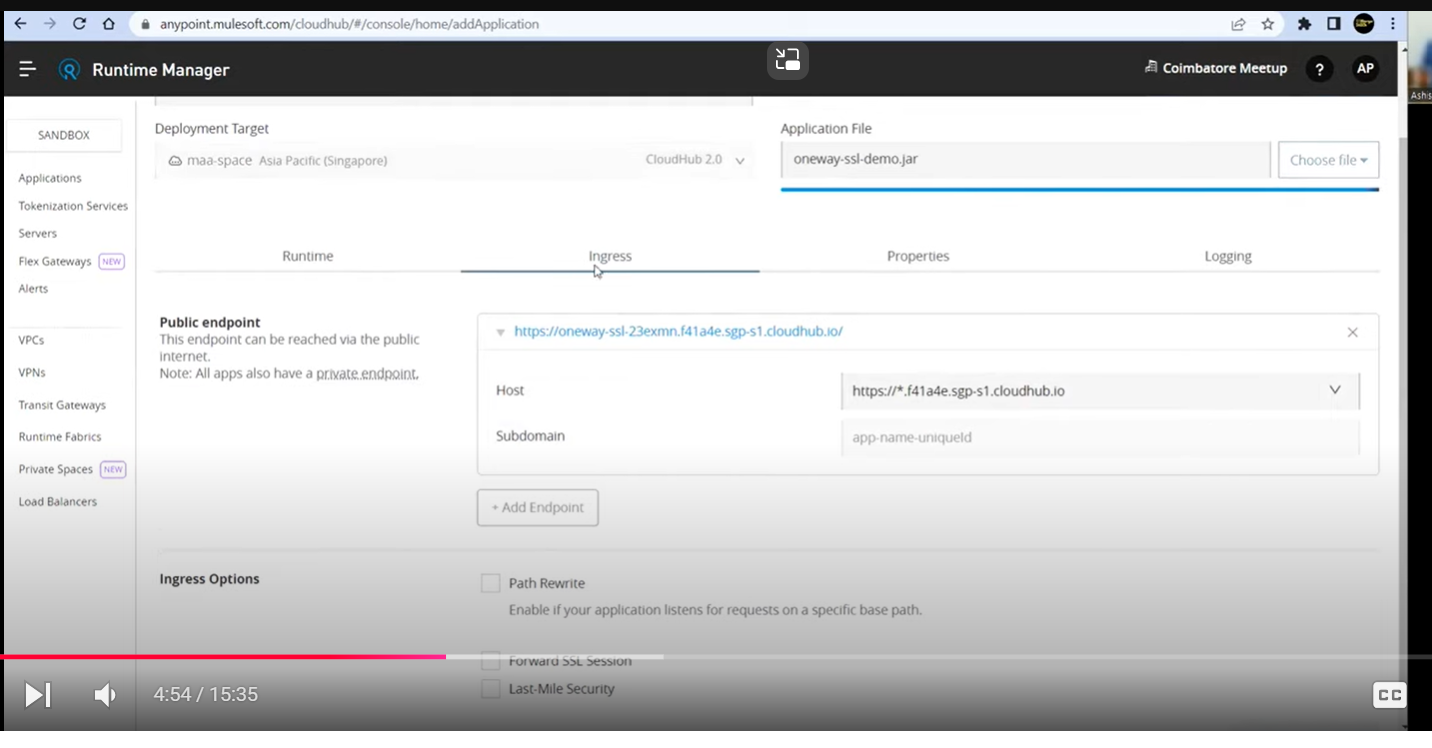 anypoint.mulesoft.com/cloudhub/#/console/home/addApplication
Runtime Manager
Coimbatore Meetup
?
AP
Ashis
SANDBOX
Applications
Tokenization Services
Servers
Flex Gateways NEW
Alerts
VPCs
VPNs
Transit Gateways
Runtime Fabrics
Private Spaces NEW
Load Balancers
Deployment Target
maa-space Asia Pacific (Singapore)
CloudHub 2.0
Application File
oneway-ssl-demo.jar
Choose file
Runtime
Ingress
Properties
Logging
Public endpoint
This endpoint can be reached via the public
internet.
Note: All apps also have a private endpoint.
https://oneway-ssl-23exmn.f41a4e.sgp-s1.cloudhub.io/
Host
https://*.f41a4e.sgp-s1.cloudhub.io
Subdomain
app-name-uniqueId
+ Add Endpoint
Ingress Options
Path Rewrite
Enable if your application listens for requests on a specific base path.
Forward SSL Session
Last-Mile Security
4:54 / 15:35
CC